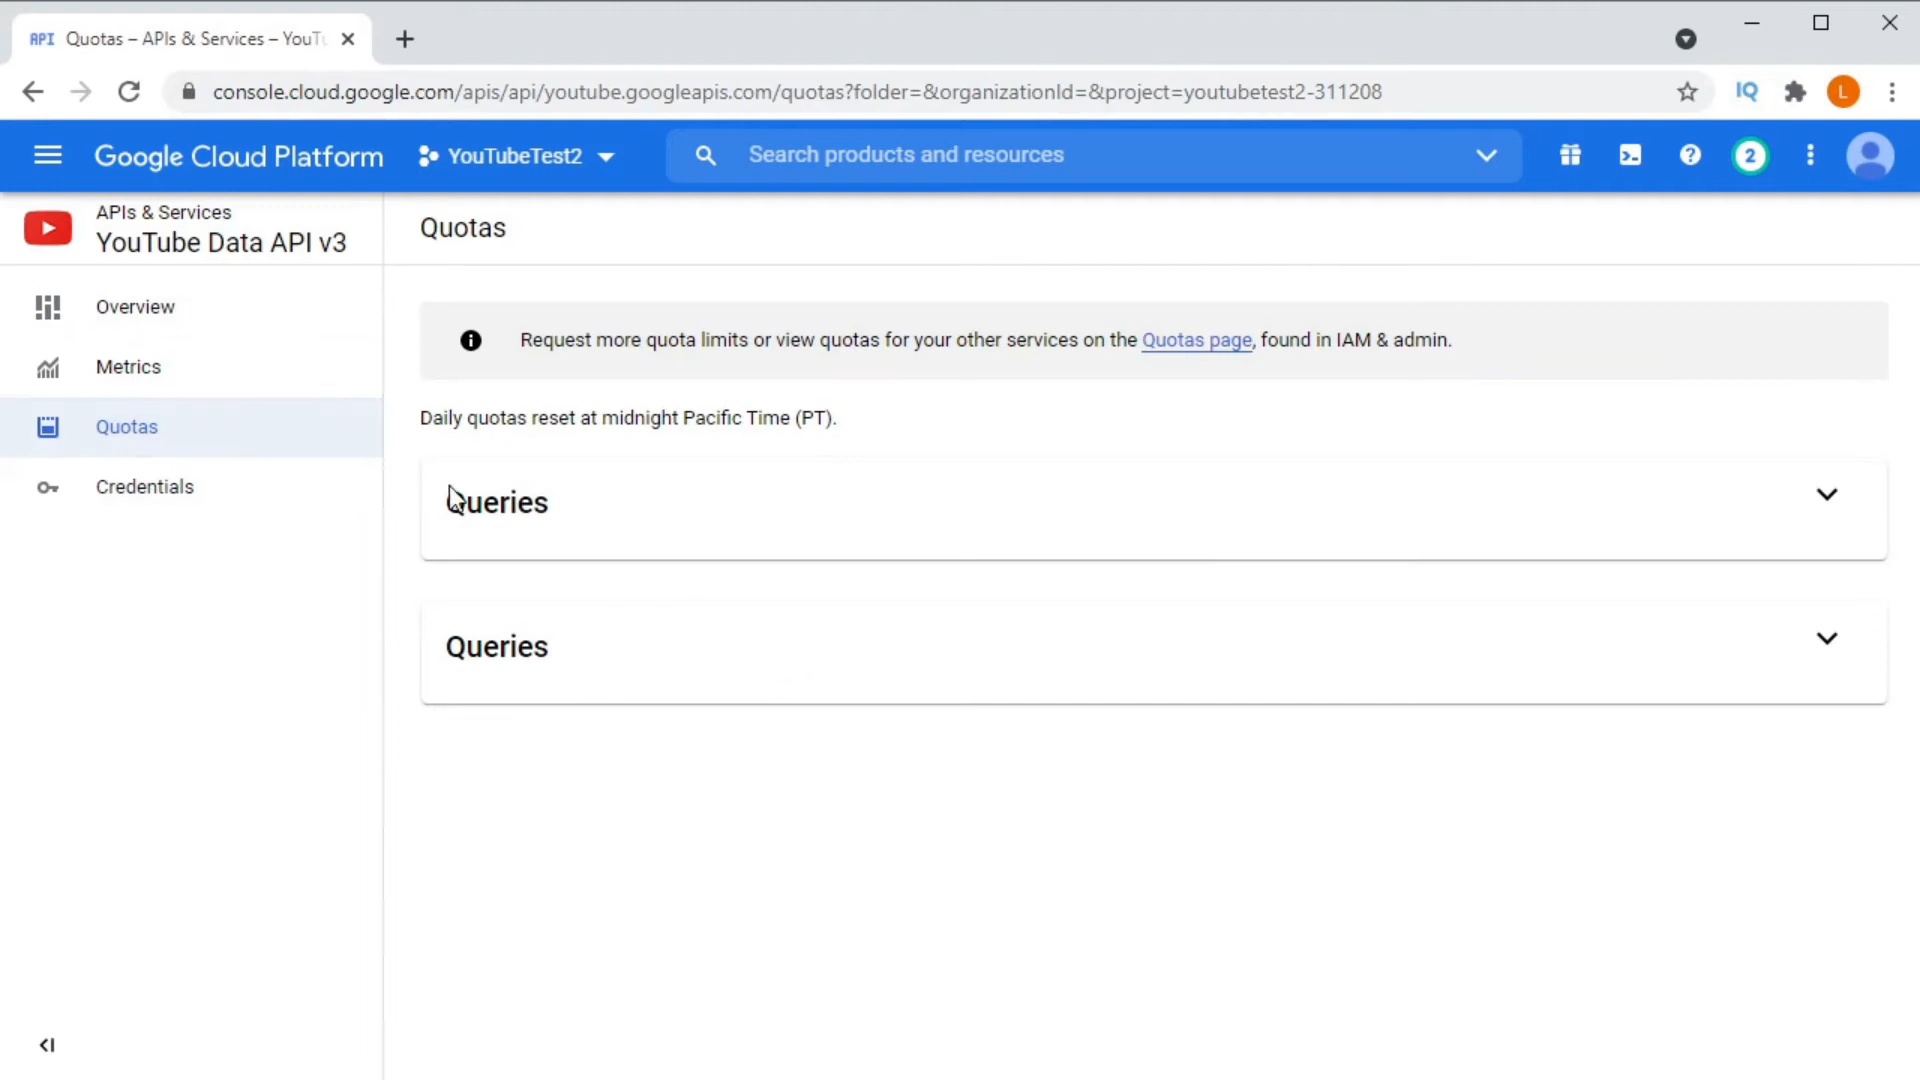 API Quotas – APIs & Services – YouT
console.cloud.google.com/apis/api/youtube.googleapis.com/quotas?folder=&organizationId=&project=youtubetest2-311208
IQ
L
Google Cloud Platform
YouTubeTest2
Search products and resources
2
APIs & Services
YouTube Data API v3
Quotas
Overview
Metrics
Quotas
Credentials
Request more quota limits or view quotas for your other services on the Quotas page, found in IAM & admin.
Daily quotas reset at midnight Pacific Time (PT).
Queries
Queries